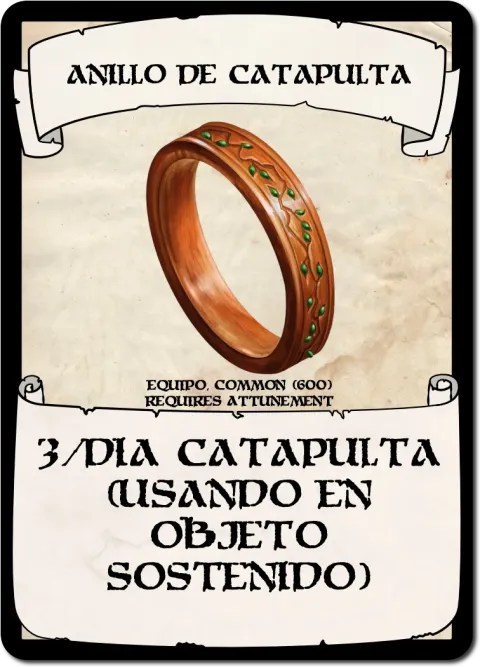 ANILLO DE CATAPULTA
EQUIPO, COMMON (600)
REQUIRES ATTUNEMENT
3/DIA CATAPULTA
(USANDO EN
OBJETO
SOSTENIDO)